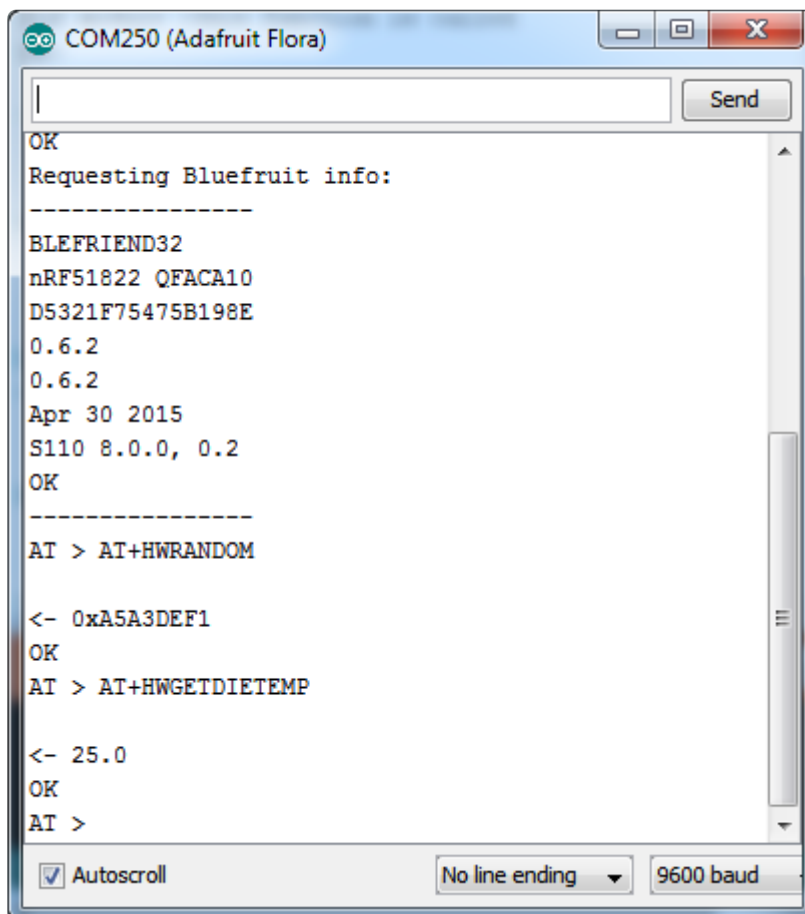 COM250 (Adafruit Flora)
Send
OK
Requesting Bluefruit info:
----------------
BLEFRIEND32
nRF51822 QFACA10
D5321F75475B198E
0.6.2
0.6.2
Apr 30 2015
S110 8.0.0, 0.2
OK
----------------
AT > AT+HWRANDOM
<- 0xA5A3DEF1
OK
AT > AT+HWGETDIETEMP
<- 25.0
OK
AT >
Autoscroll
No line ending
9600 baud